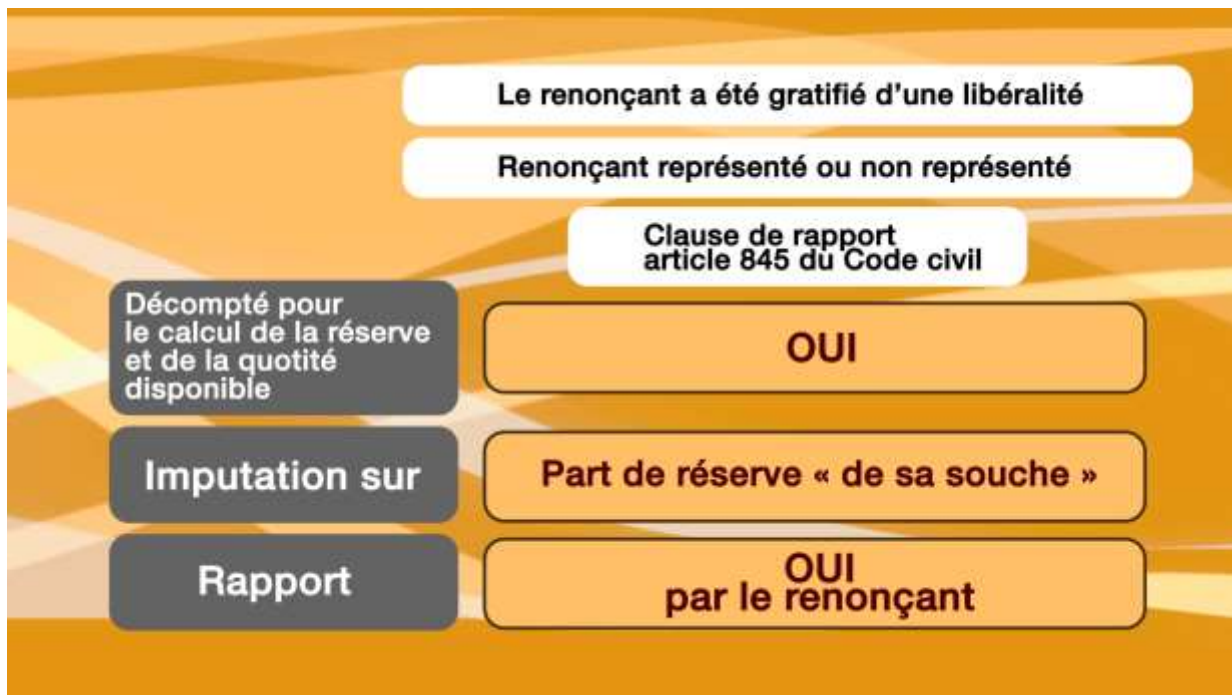 Le renonçant a été gratifié d'une libéralité
Renonçant représenté ou non représenté
Clause de rapport
article 845 du Code civil
Décompté pour
le calcul de la réserve
et de la quotité
disponible
OUI
Imputation sur
Part de réserve « de sa souche »
Rapport
OUI
par le renonçant